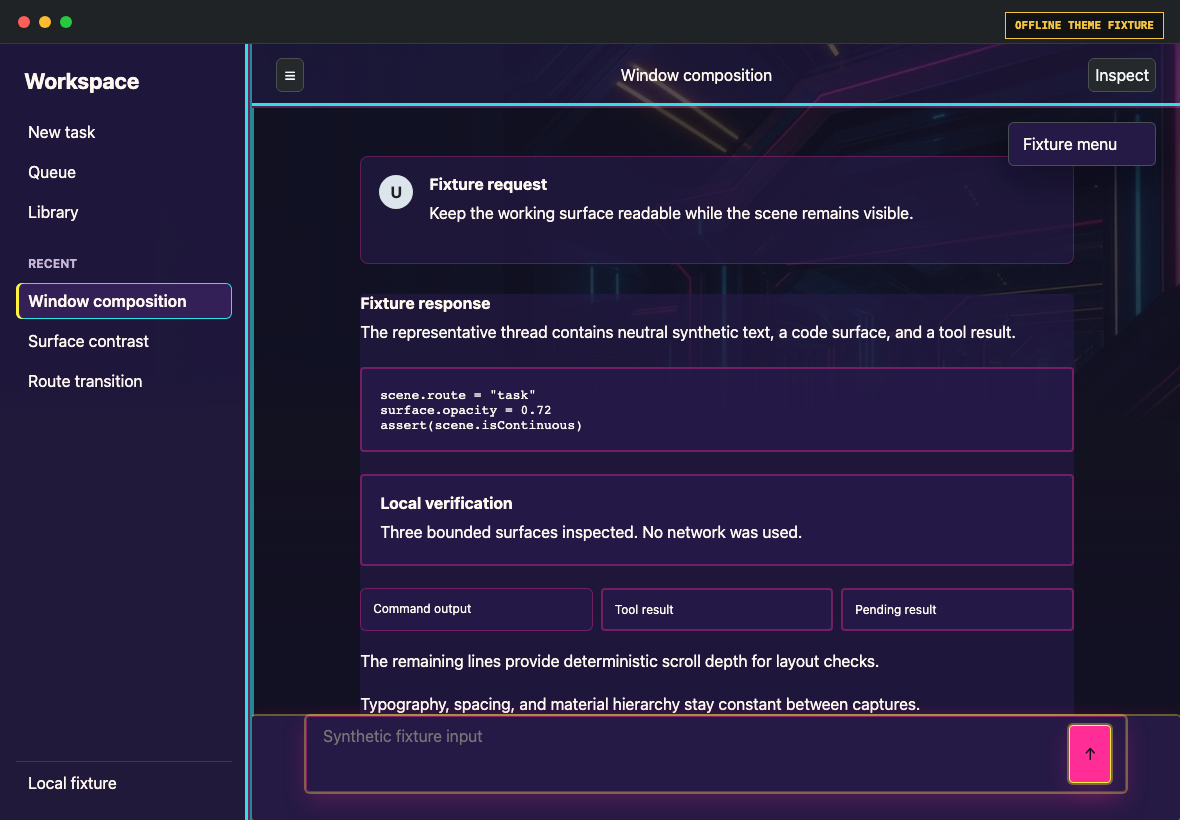 OFFLINE THEME FIXTURE
Workspace
New task
Queue
Library
RECENT
Window composition
Surface contrast
Route transition
Local fixture
Window composition
Inspect
Fixture menu
U
Fixture request
Keep the working surface readable while the scene remains visible.
Fixture response
The representative thread contains neutral synthetic text, a code surface, and a tool result.
scene.route = "task"
surface.opacity = 0.72
assert(scene.isContinuous)
Local verification
Three bounded surfaces inspected. No network was used.
Command output
Tool result
Pending result
The remaining lines provide deterministic scroll depth for layout checks.
Typography, spacing, and material hierarchy stay constant between captures.
Synthetic fixture input